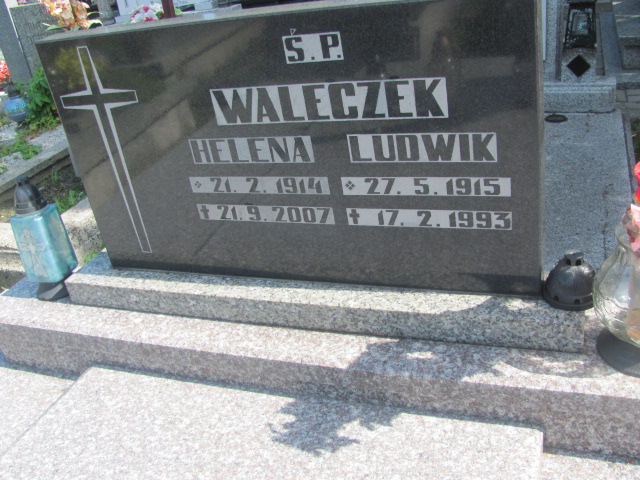 Ś.P.
WALECZEK
HELENA LUDWIK
* 21. 2. 1914 * 27. 5. 1915
✝ 21. 9. 2007 ✝ 17. 2. 1993